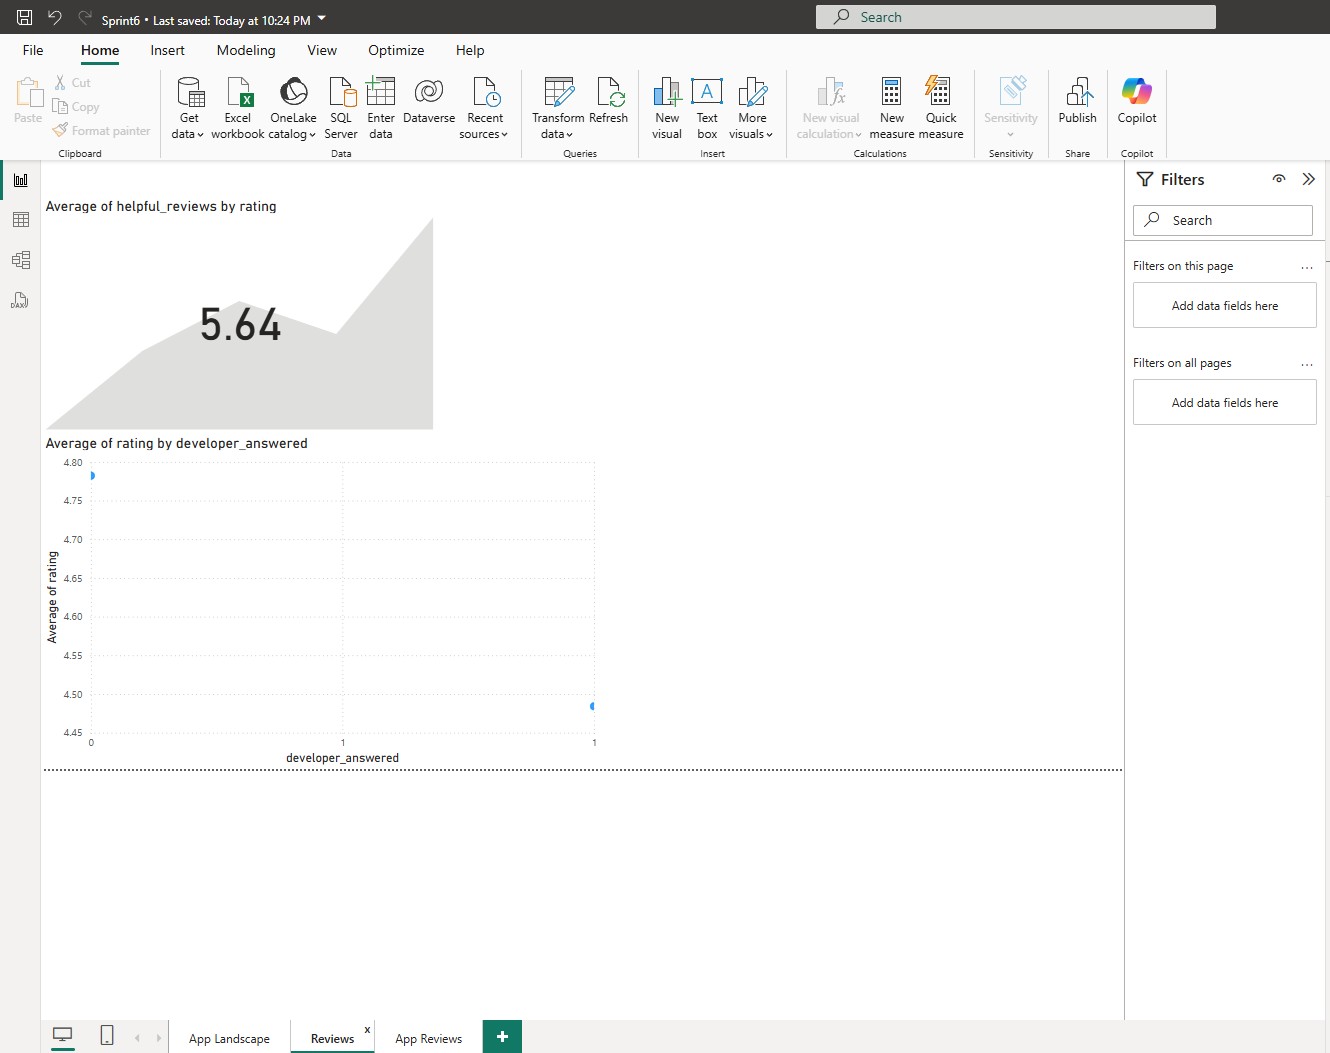 Sprint6 • Last saved: Today at 10:24 PM
Search
File Home Insert Modeling View Optimize Help
Paste
Cut
Copy
Format painter
Clipboard
Get data
Excel workbook
OneLake catalog
SQL Server
Enter data
Dataverse
Recent sources
Data
Transform data
Refresh
Queries
New visual
Text box
More visuals
Insert
New visual calculation
New measure
Quick measure
Calculations
Sensitivity
Sensitivity
Publish
Share
Copilot
Copilot
DAX
Average of helpful_reviews by rating
5.64
Average of rating by developer_answered
4.80
4.75
4.70
4.65
4.60
4.55
4.50
4.45
Average of rating
0 1 1
developer_answered
Filters
Search
Filters on this page ...
Add data fields here
Filters on all pages ...
Add data fields here
App Landscape Reviews x App Reviews +